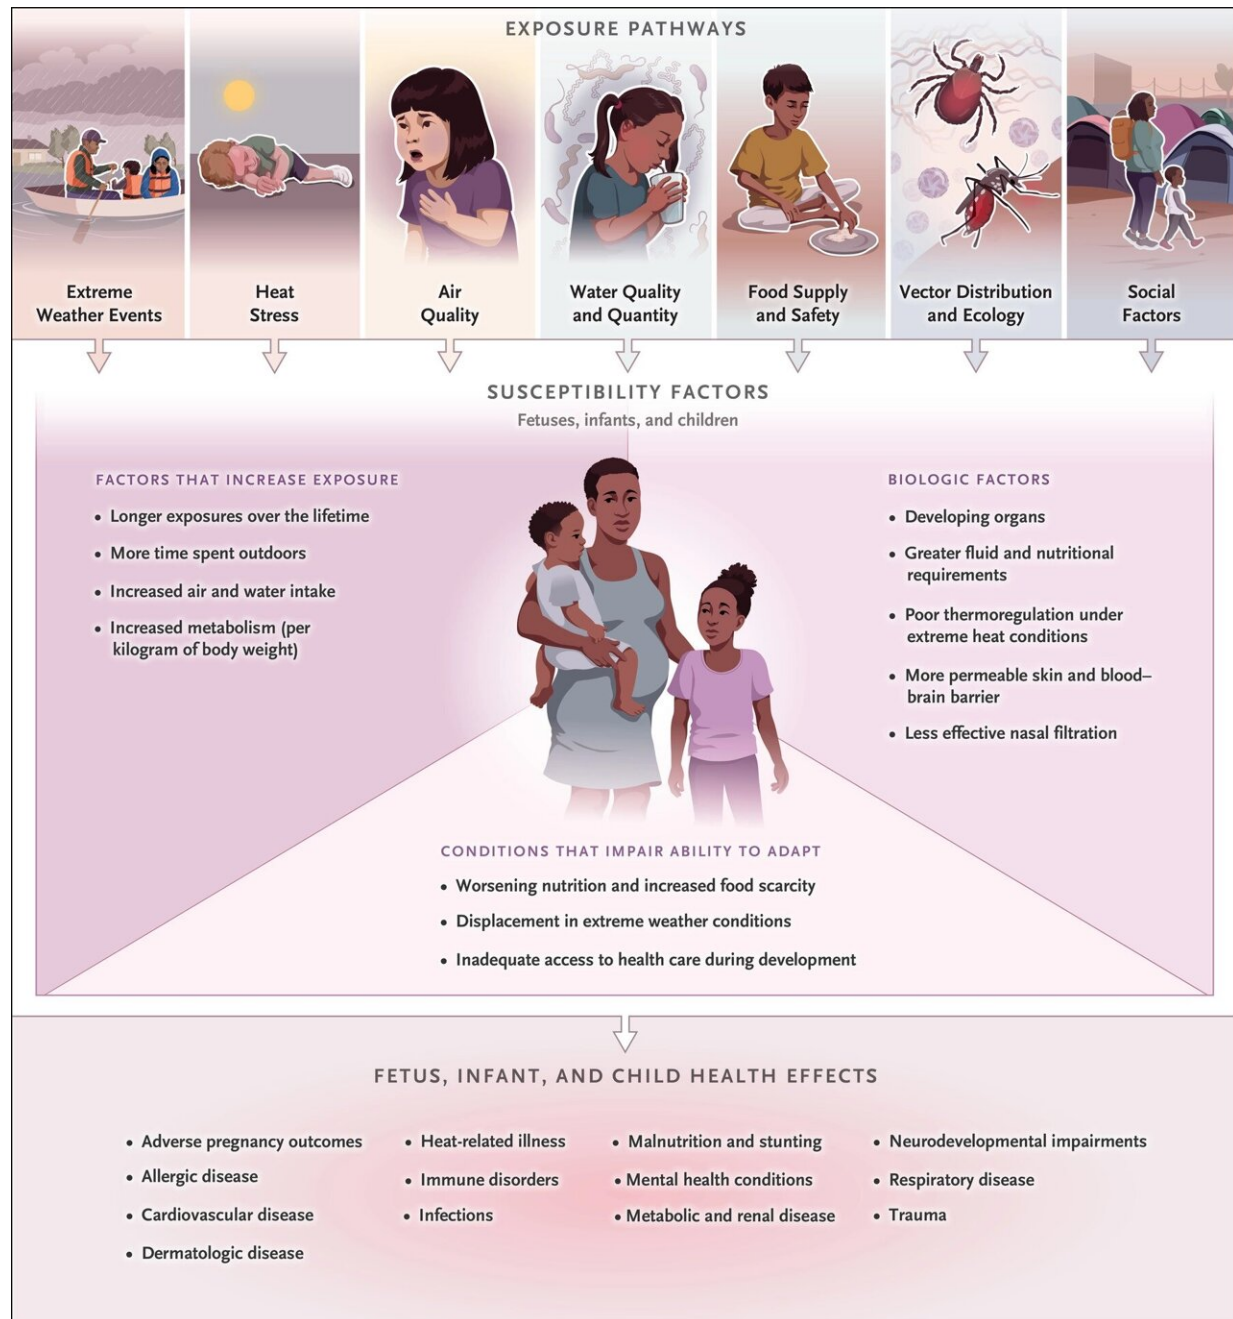 EXPOSURE PATHWAYS
Extreme
Weather Events
Heat
Stress
Air
Quality
Water Quality
and Quantity
Food Supply
and Safety
Vector Distribution
and Ecology
Social
Factors
SUSCEPTIBILITY FACTORS
Fetuses, infants, and children
FACTORS THAT INCREASE EXPOSURE
• Longer exposures over the lifetime
• More time spent outdoors
• Increased air and water intake
• Increased metabolism (per
kilogram of body weight)
BIOLOGIC FACTORS
• Developing organs
• Greater fluid and nutritional
requirements
• Poor thermoregulation under
extreme heat conditions
• More permeable skin and blood–
brain barrier
• Less effective nasal filtration
CONDITIONS THAT IMPAIR ABILITY TO ADAPT
• Worsening nutrition and increased food scarcity
• Displacement in extreme weather conditions
• Inadequate access to health care during development
FETUS, INFANT, AND CHILD HEALTH EFFECTS
• Adverse pregnancy outcomes
• Allergic disease
• Cardiovascular disease
• Dermatologic disease
• Heat-related illness
• Immune disorders
• Infections
• Malnutrition and stunting
• Mental health conditions
• Metabolic and renal disease
• Neurodevelopmental impairments
• Respiratory disease
• Trauma